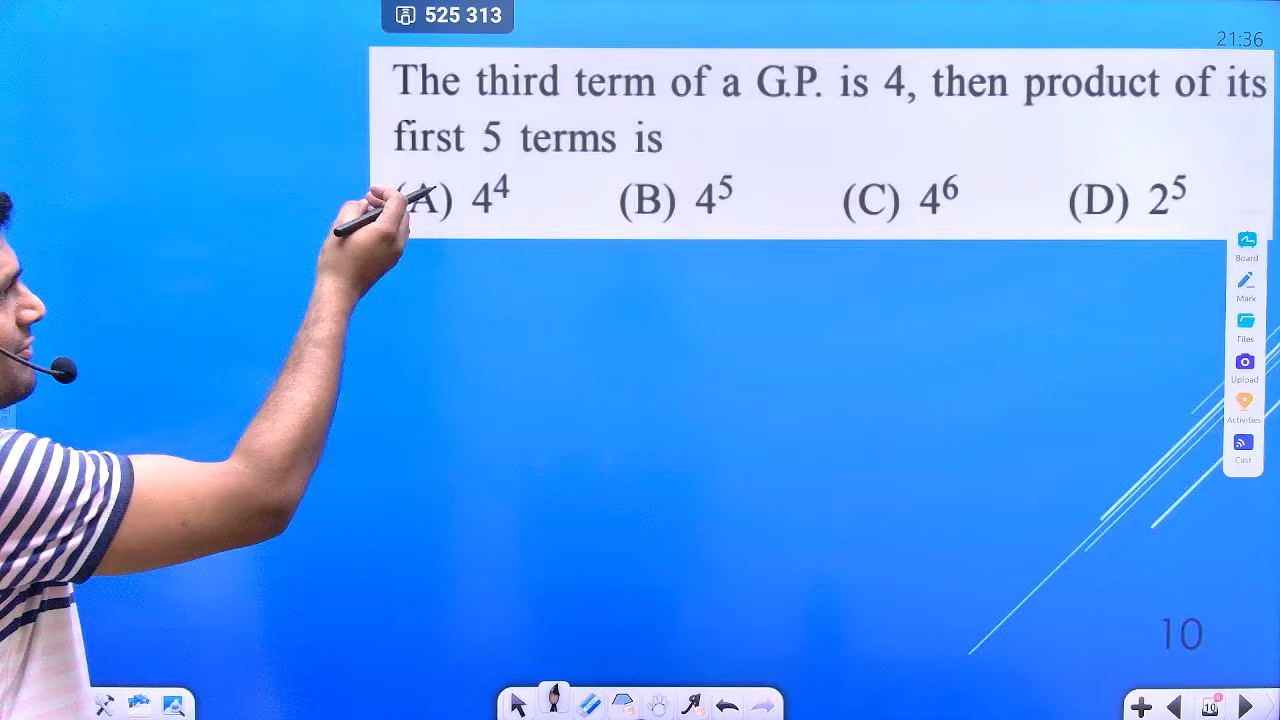 525 313
21:36
The third term of a G.P. is 4, then product of its
first 5 terms is
(A) 4⁴ (B) 4⁵ (C) 4⁶ (D) 2⁵
Board
Mark
Files
Upload
Activities
Cast
10
10